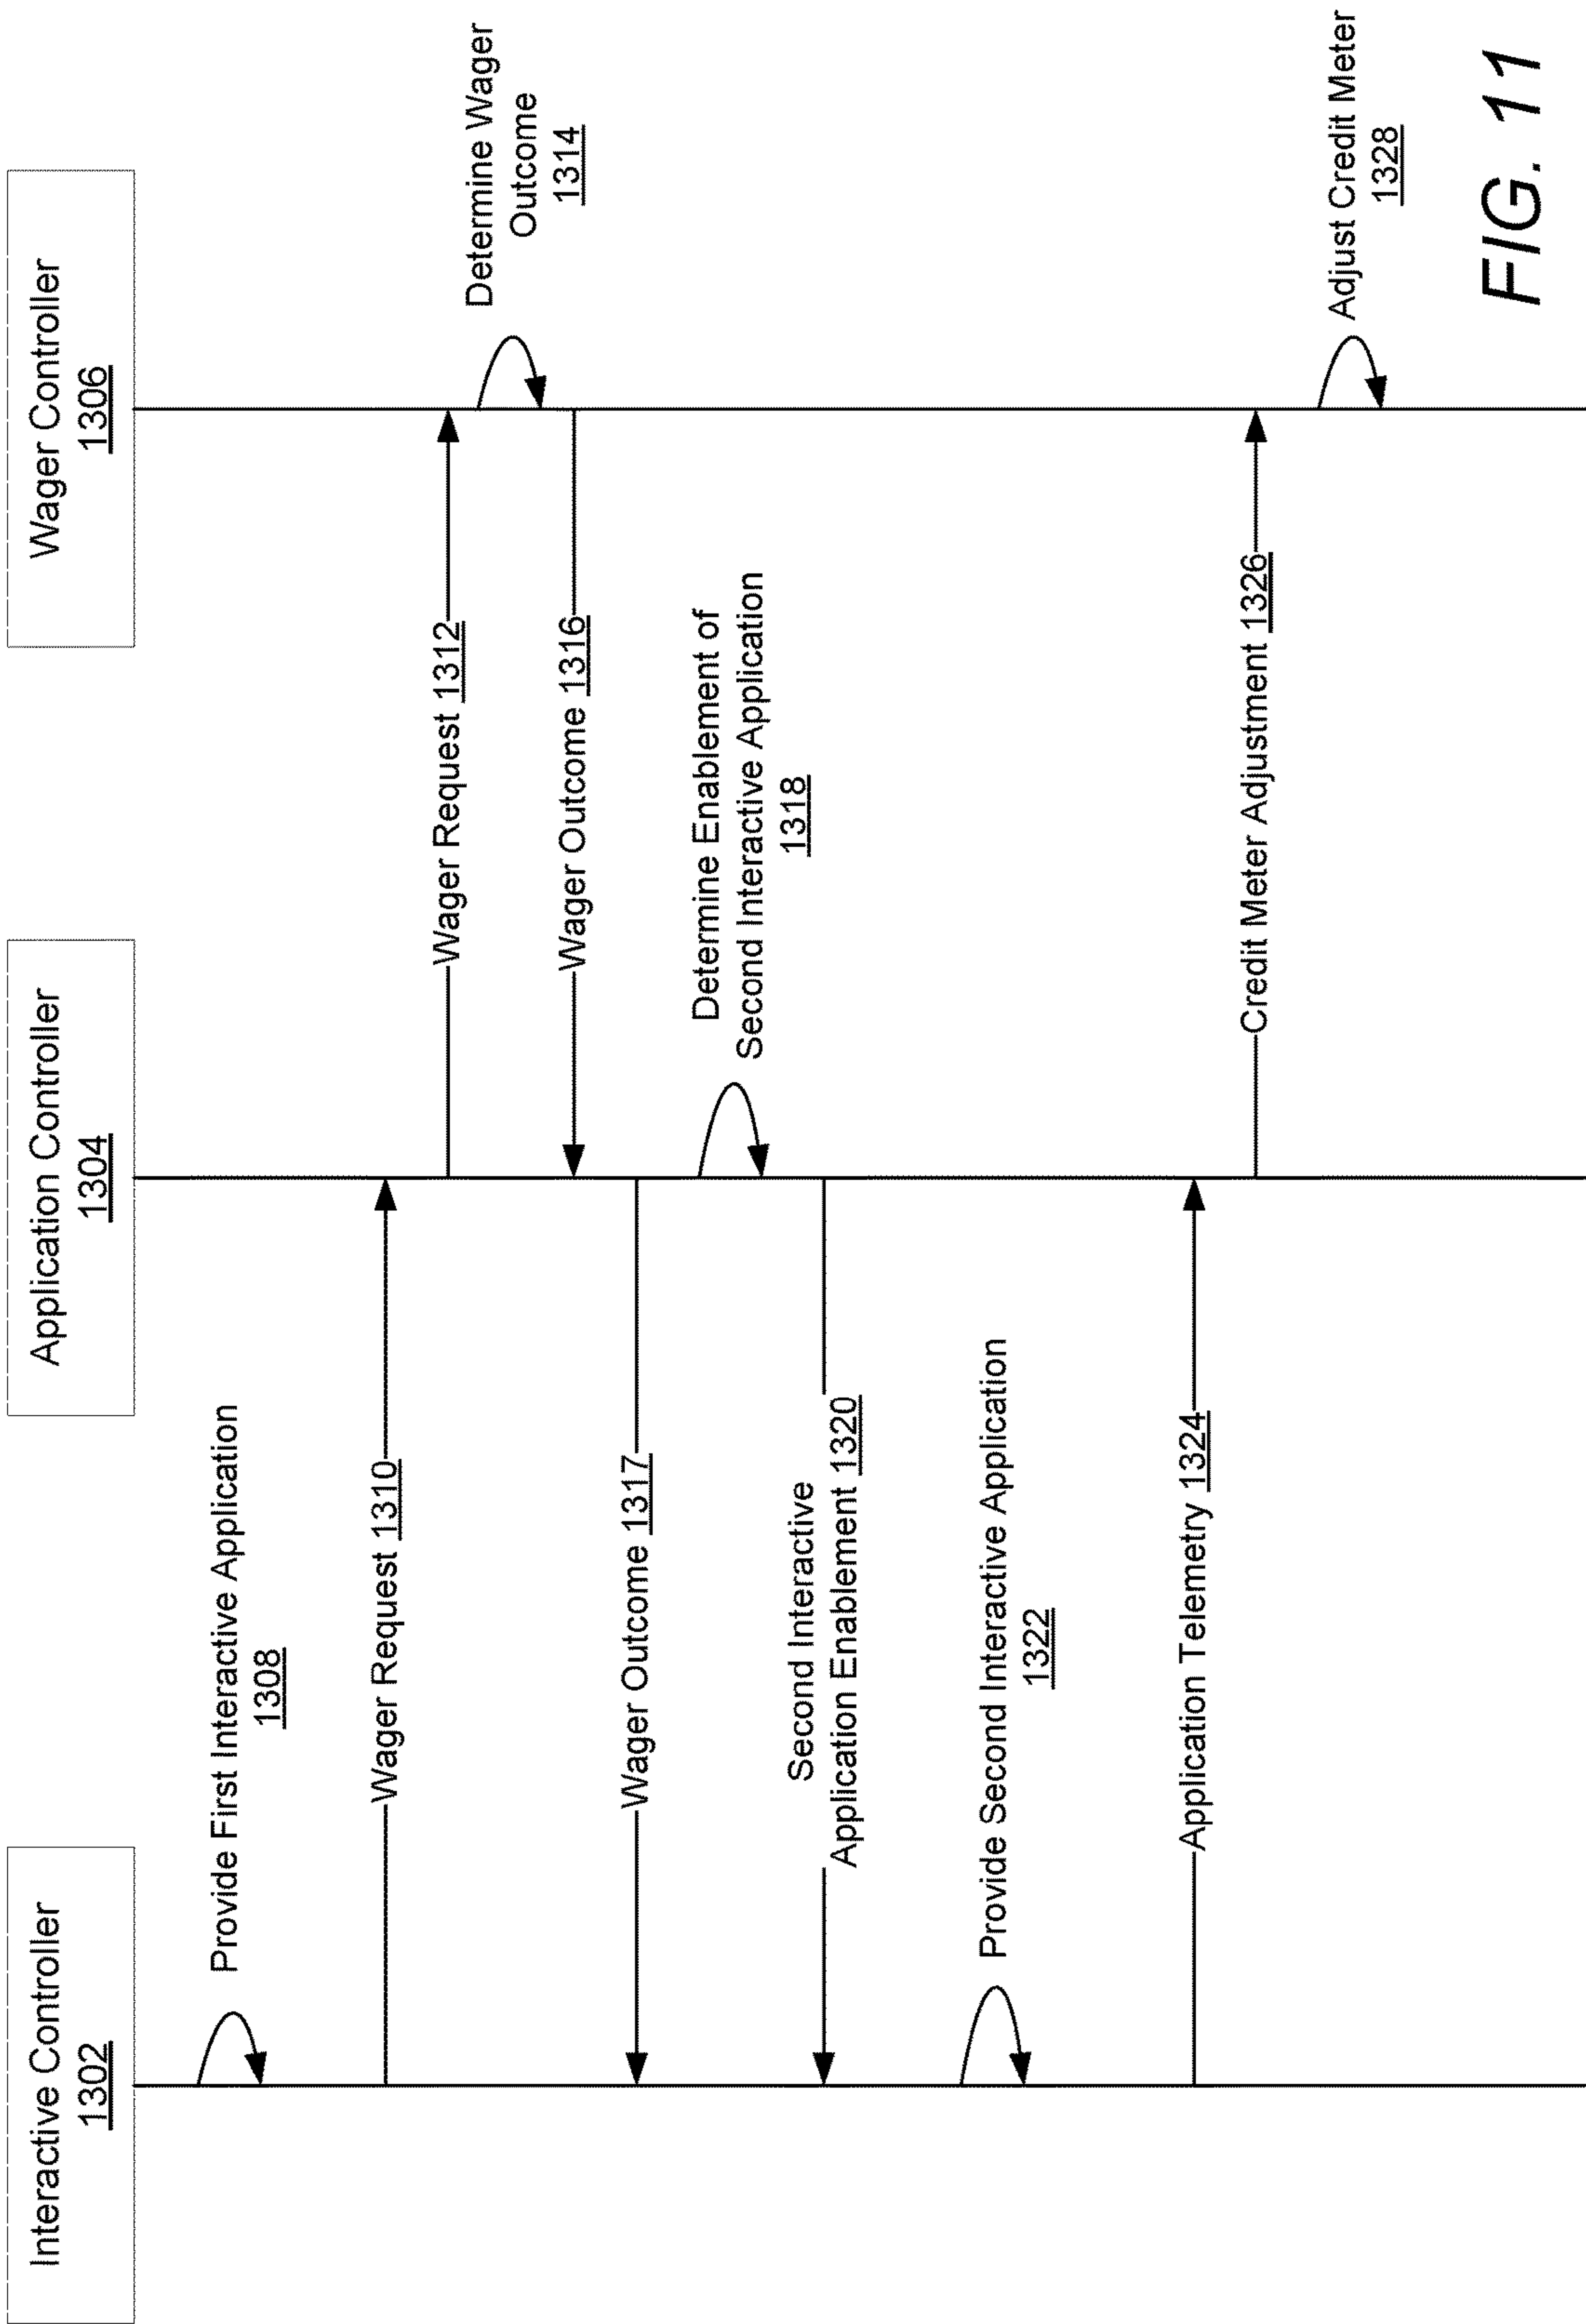 Interactive Controller
1302
Application Controller
1304
Wager Controller
1306
Provide First Interactive Application
1308
Wager Request 1310
Wager Request 1312
Determine Wager
Outcome
1314
Wager Outcome 1316
Wager Outcome 1317
Determine Enablement of
Second Interactive Application
1318
Second Interactive
Application Enablement 1320
Provide Second Interactive Application
1322
Application Telemetry 1324
Credit Meter Adjustment 1326
Adjust Credit Meter
1328
FIG. 11